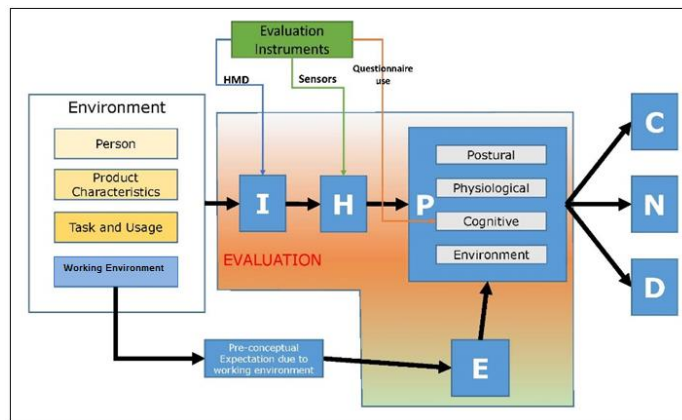 Evaluation
Instruments
HMD
Sensors
Questionnaire
use
Environment
Person
Product
Characteristics
Task and Usage
Working Environment
I
H
P
Postural
Physiological
Cognitive
Environment
EVALUATION
C
N
D
Pre-conceptual
Expectation due to
working environment
E